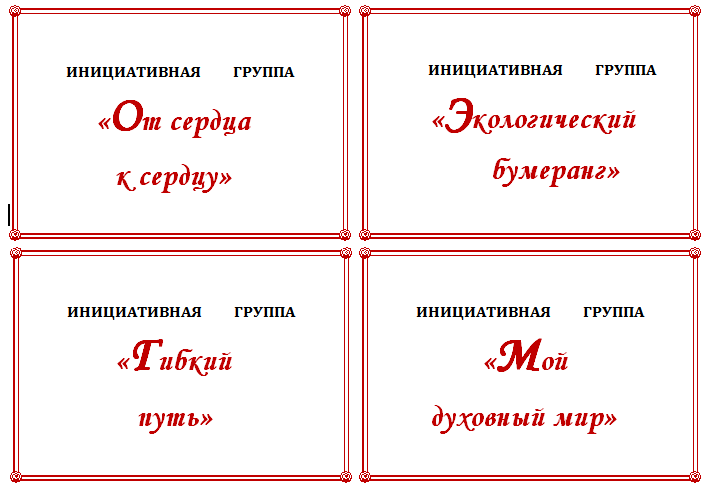 ИНИЦИАТИВНАЯ ГРУППА
«От сердца
к сердцу»
ИНИЦИАТИВНАЯ ГРУППА
«Экологический
бумеранг»
ИНИЦИАТИВНАЯ ГРУППА
«Гибкий
путь»
ИНИЦИАТИВНАЯ ГРУППА
«Мой
духовный мир»